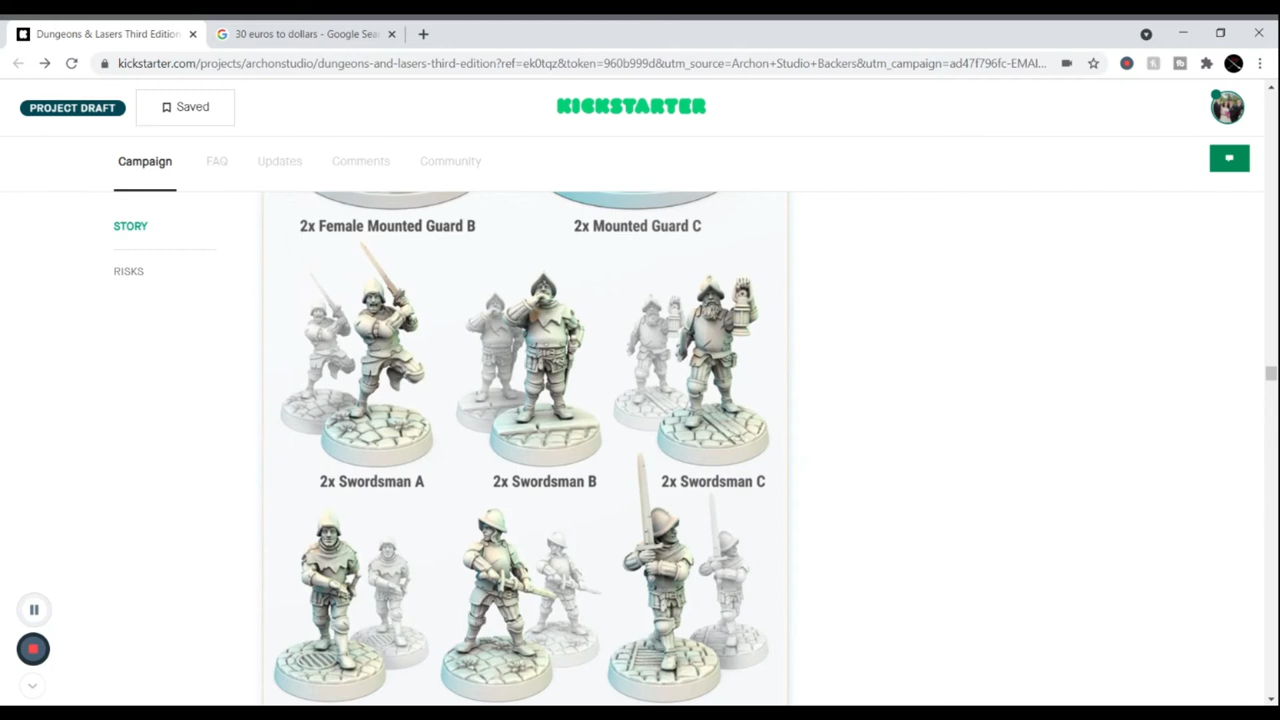 Dungeons & Lasers Third Edition
30 euros to dollars - Google Sea
kickstarter.com/projects/archonstudio/dungeons-and-lasers-third-edition?ref=ek0tqz&token=960b999d&utm_source=Archon+Studio+Backers&utm_campaign=ad47f796fc-EMAI...
PROJECT DRAFT
Saved
KICKSTARTER
Campaign
FAQ
Updates
Comments
Community
STORY
RISKS
2x Female Mounted Guard B
2x Mounted Guard C
2x Swordsman A
2x Swordsman B
2x Swordsman C